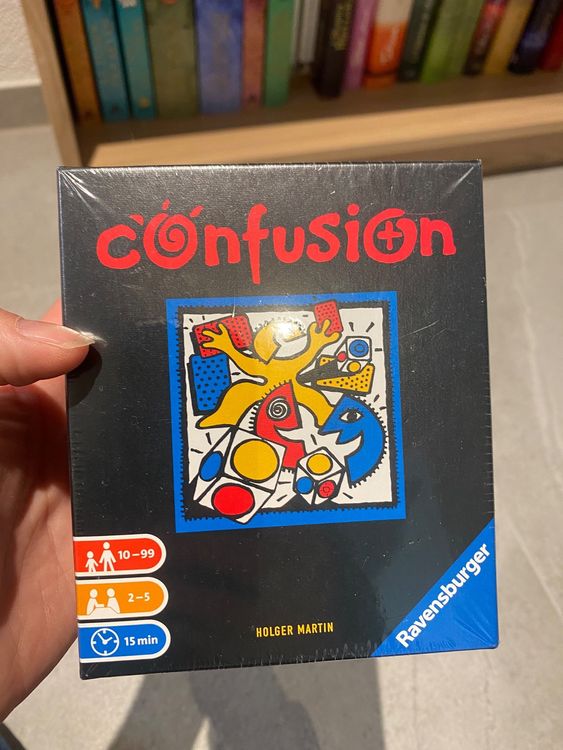 confusion
10–99
2–5
15 min
HOLGER MARTIN
Ravensburger